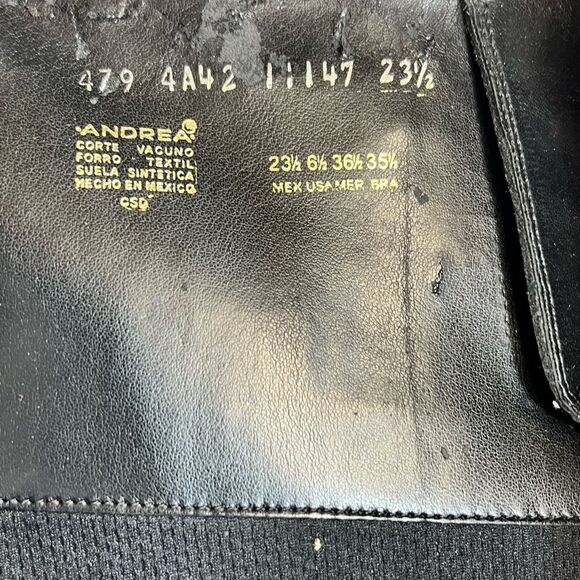 479 4A42 11147 23½
ANDREA
CORTE VACUNO
FORRO TEXTIL
SUELA SINTETICA
HECHO EN MEXICO
CSD
23½ 6½ 36½ 35½
MEX USA MER BRA